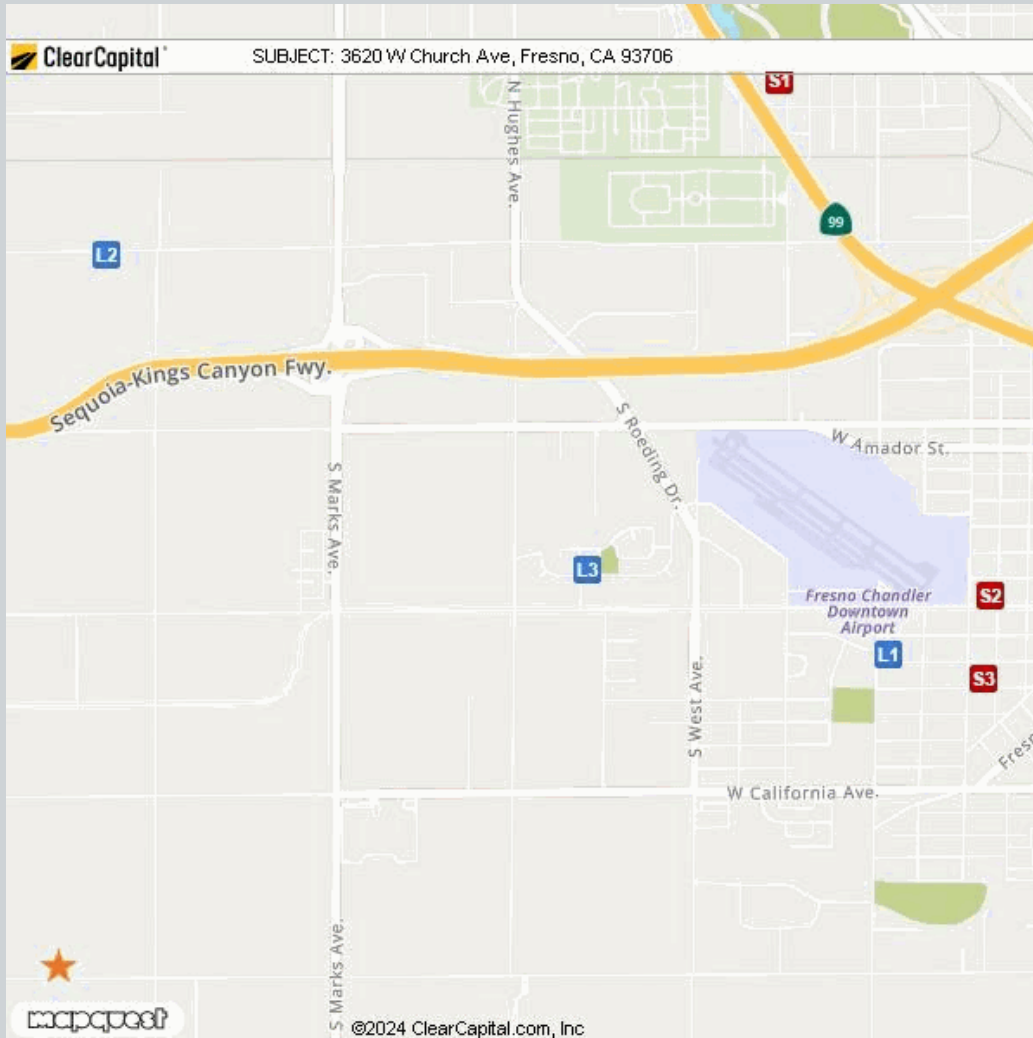 ClearCapital
SUBJECT: 3620 W Church Ave, Fresno, CA 93706
S1
N Hughes Ave.
99
L2
Sequoia-Kings Canyon Fwy.
S Roeding Dr.
W Amador St.
S Marks Ave.
L3
Fresno Chandler
Downtown
Airport
S2
L1
S3
S West Ave.
Fresn
W California Ave.
S Marks Ave.
mapquest
©2024 ClearCapital.com, Inc